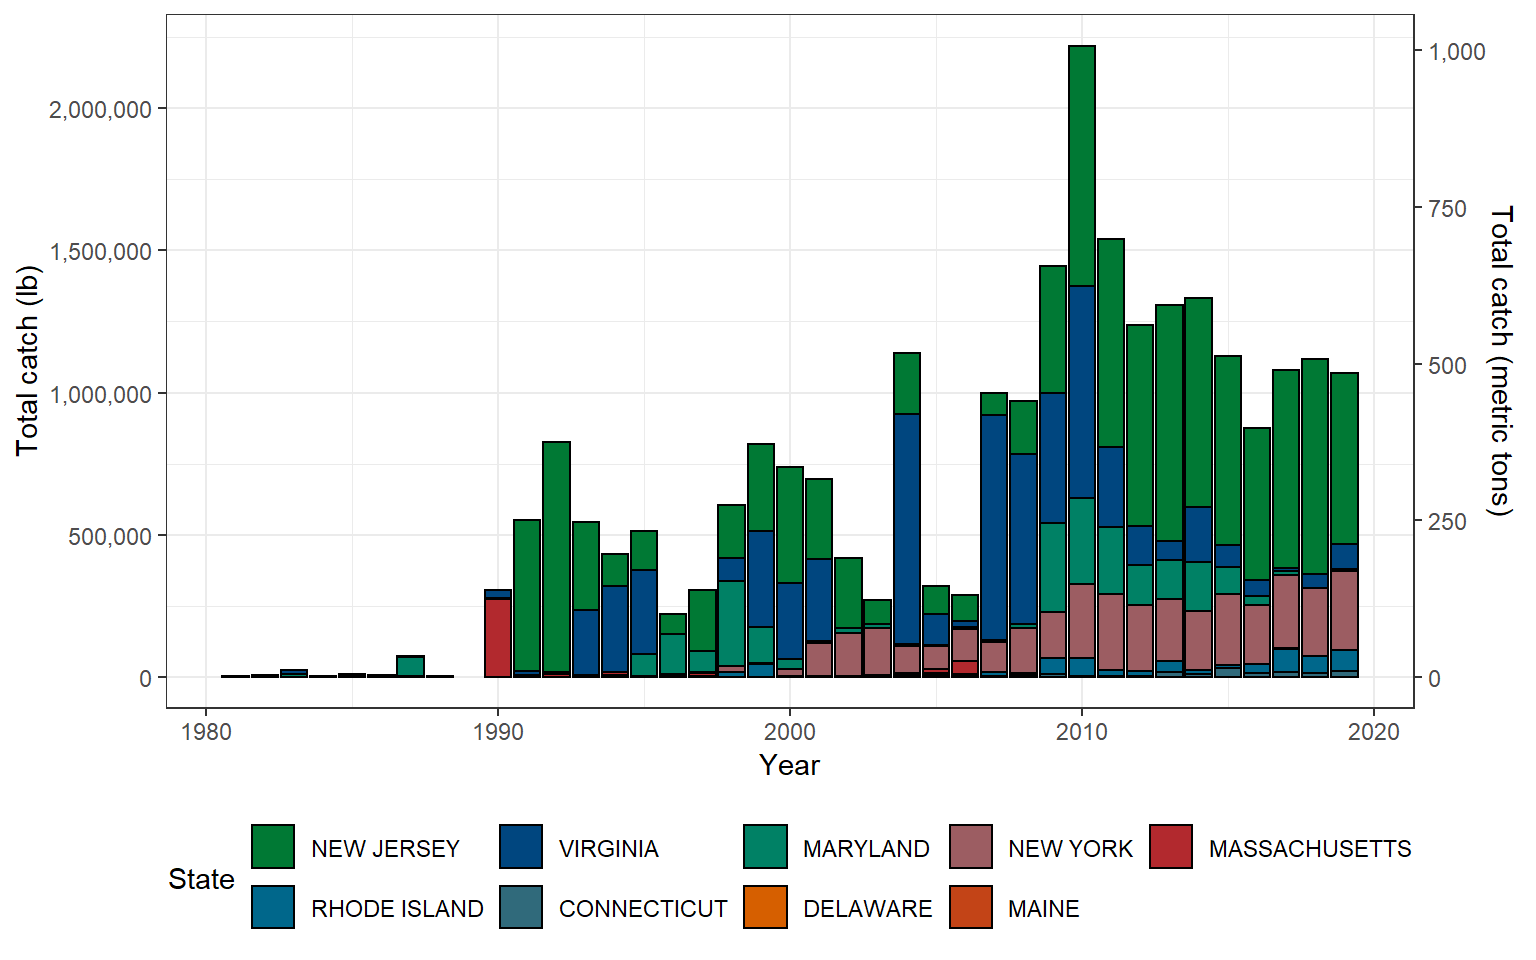 Total catch (lb)
2,000,000
1,500,000
1,000,000
500,000
0
1,000
750
500
250
0
Total catch (metric tons)
1980 1990 2000 2010 2020
Year
State
NEW JERSEY VIRGINIA MARYLAND NEW YORK MASSACHUSETTS
RHODE ISLAND CONNECTICUT DELAWARE MAINE